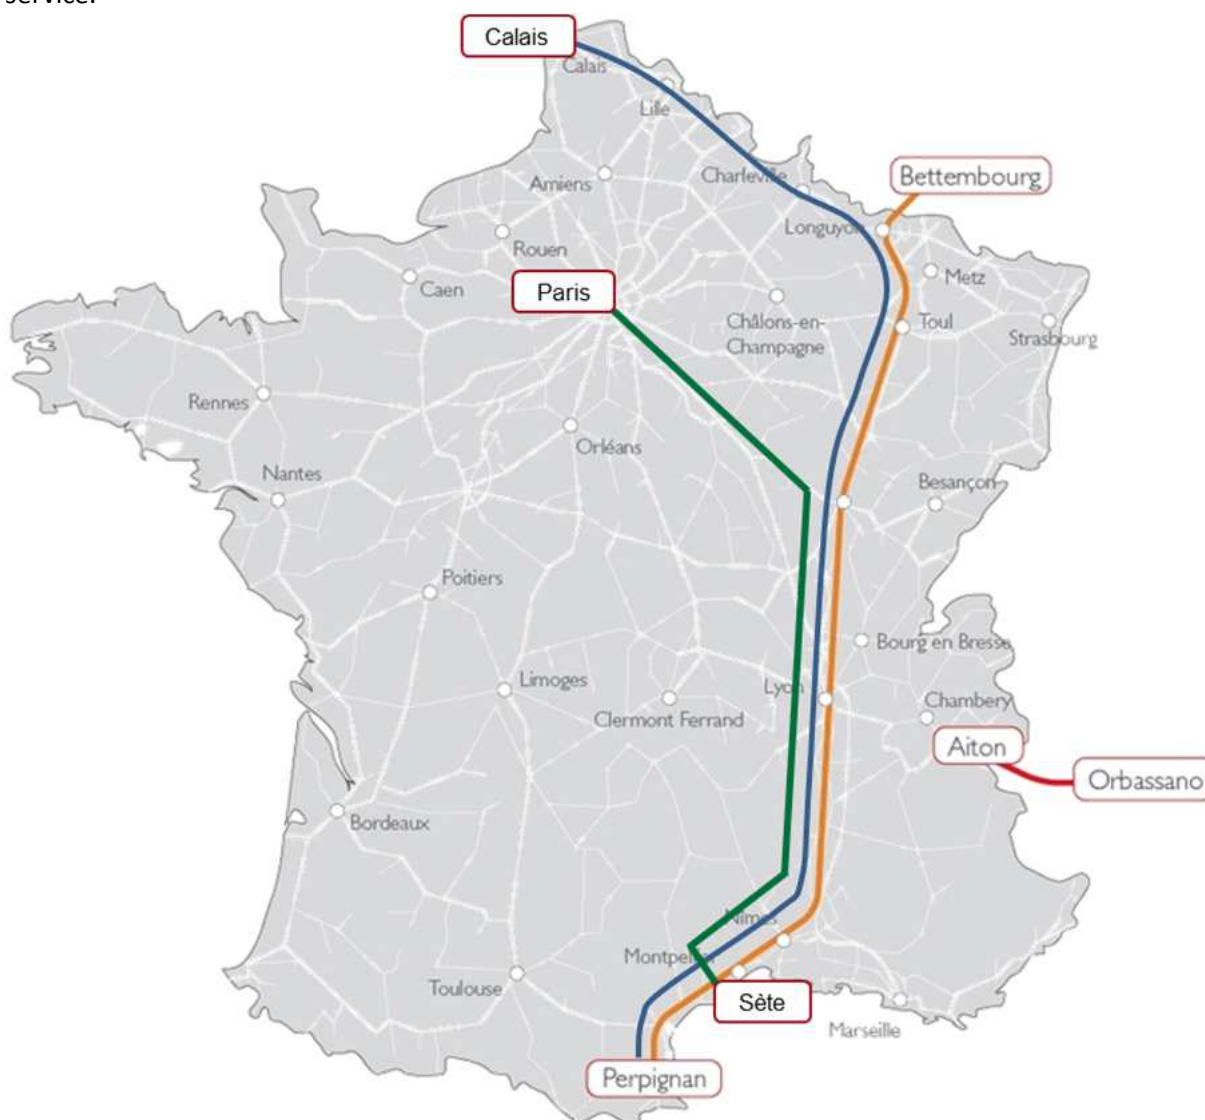 service.
Calais
Calais
Lille
Charleville
Bettembourg
Amiens
Longuyon
Rouen
Metz
Paris
Caen
Châlons-en-
Champagne
Toul
Strasbourg
Rennes
Orléans
Nantes
Besançon
Poitiers
Bourg en Bresse
Limoges
Lyon
Clermont Ferrand
Chambery
Aiton
Orbassano
Bordeaux
Nîmes
Montpellier
Toulouse
Sète
Marseille
Perpignan